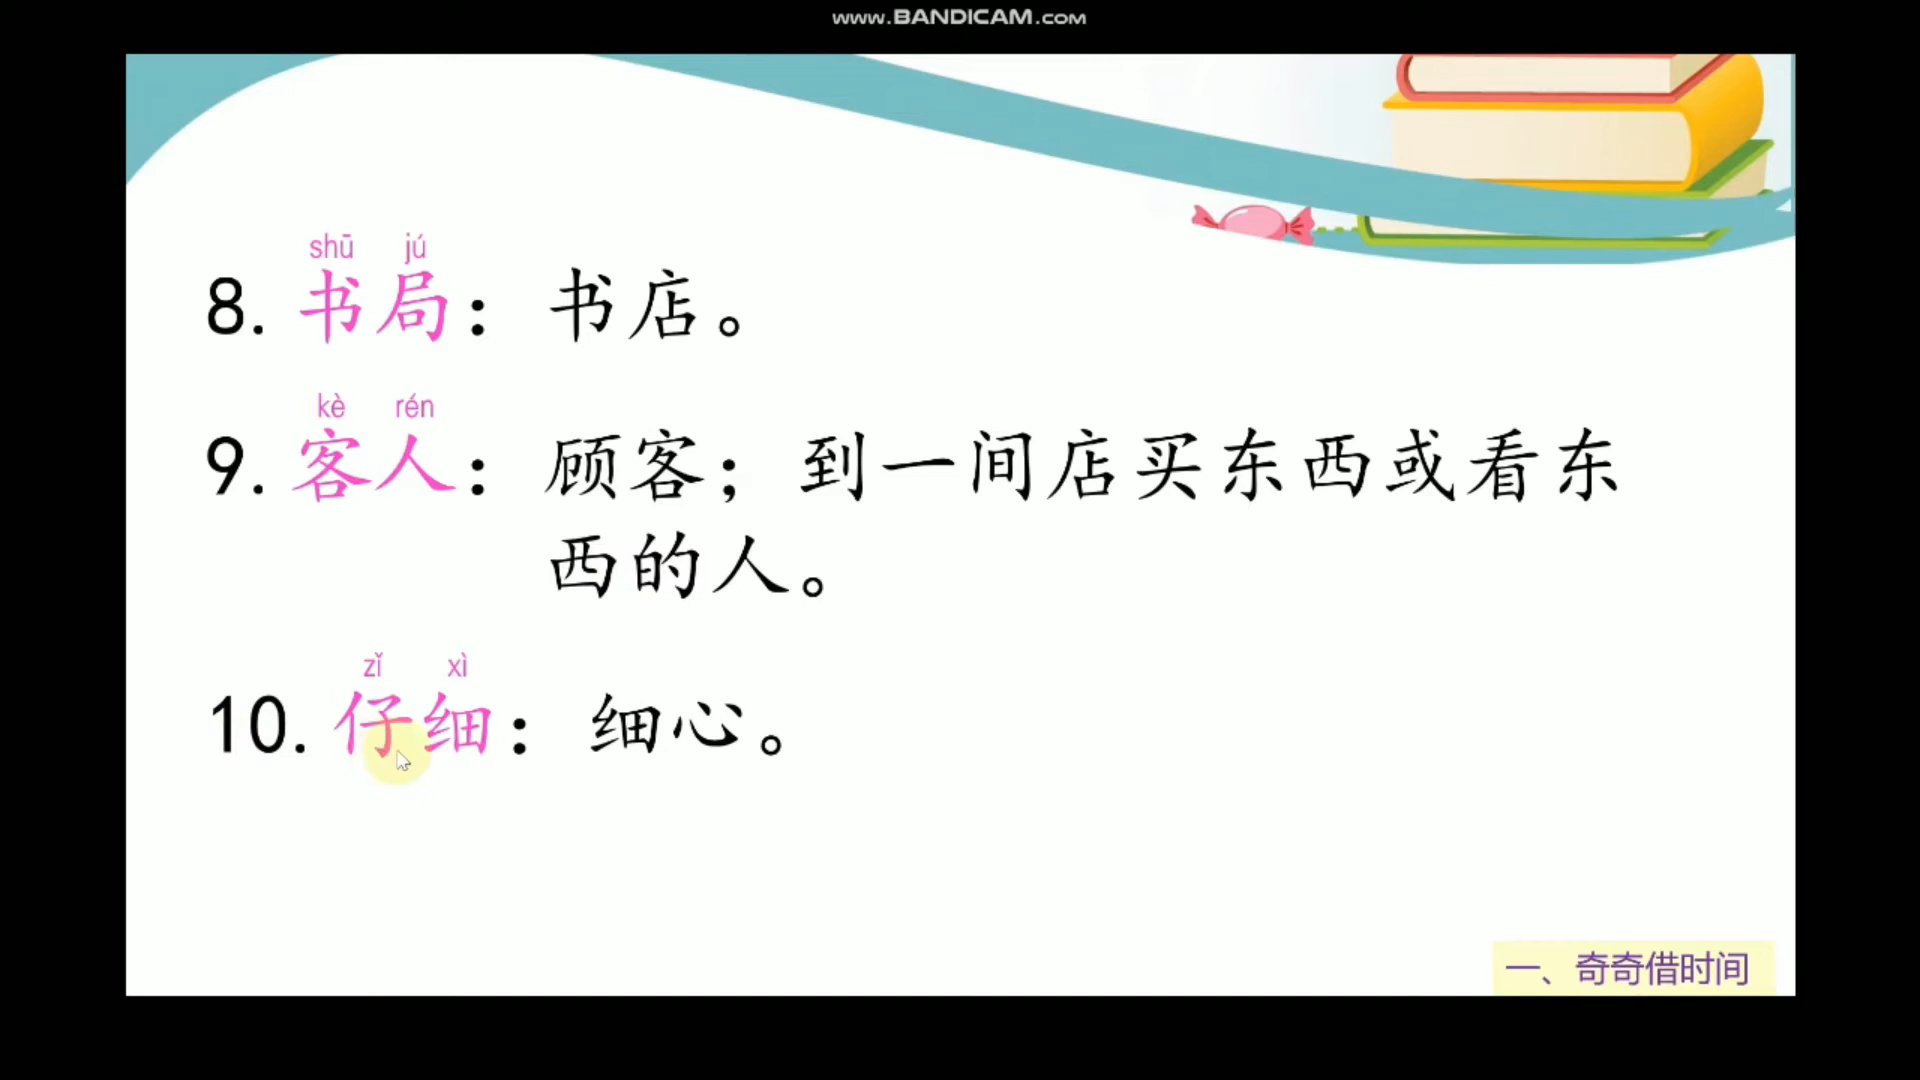 www.BANDICAM.com
shū jú
8. 书局：书店。
kè rén
9. 客人：顾客；到一间店买东西或看东
西的人。
zǐ xì
10. 仔细：细心。
一、奇奇借时间